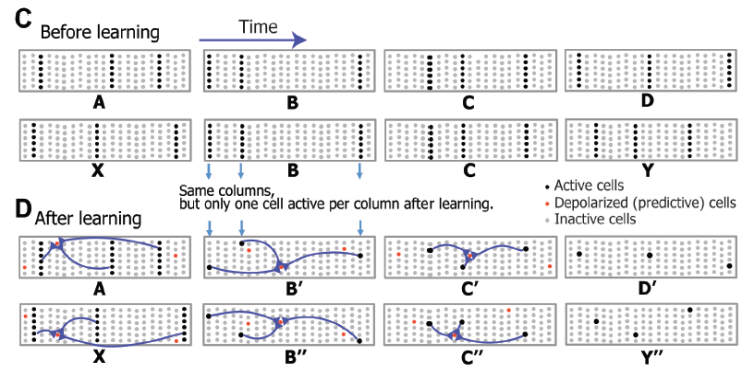 C Before learning Time
A B C D
X B C Y
Same columns,
but only one cell active per column after learning.
Active cells
Depolarized (predictive) cells
Inactive cells
D After learning
A B′ C′ D′
X B′′ C′′ Y′′